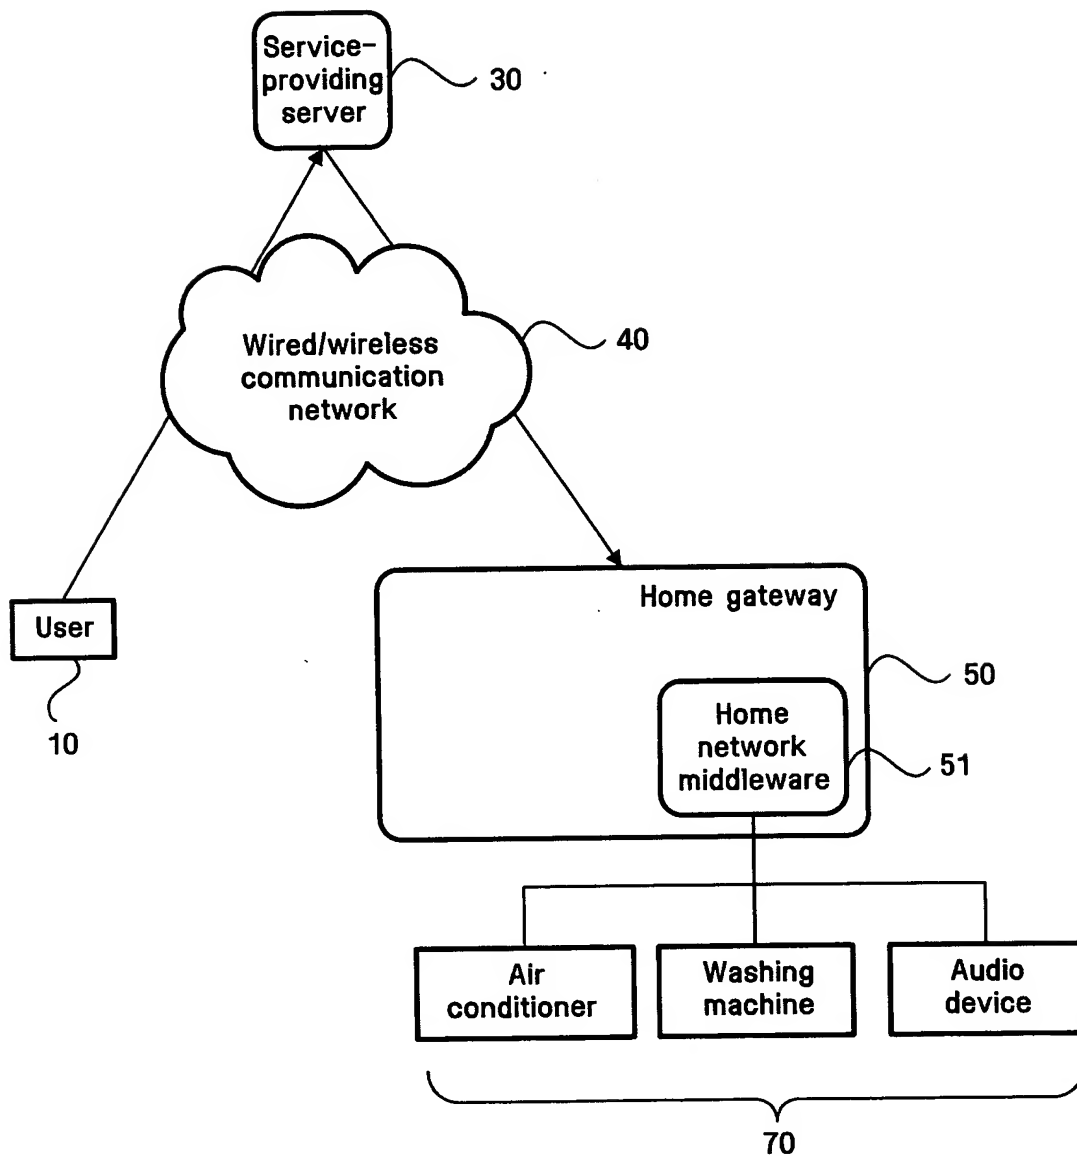 Service-
providing
server
30
Wired/wireless
communication
network
40
User
10
Home gateway
50
Home
network
middleware
51
Air
conditioner
Washing
machine
Audio
device
70